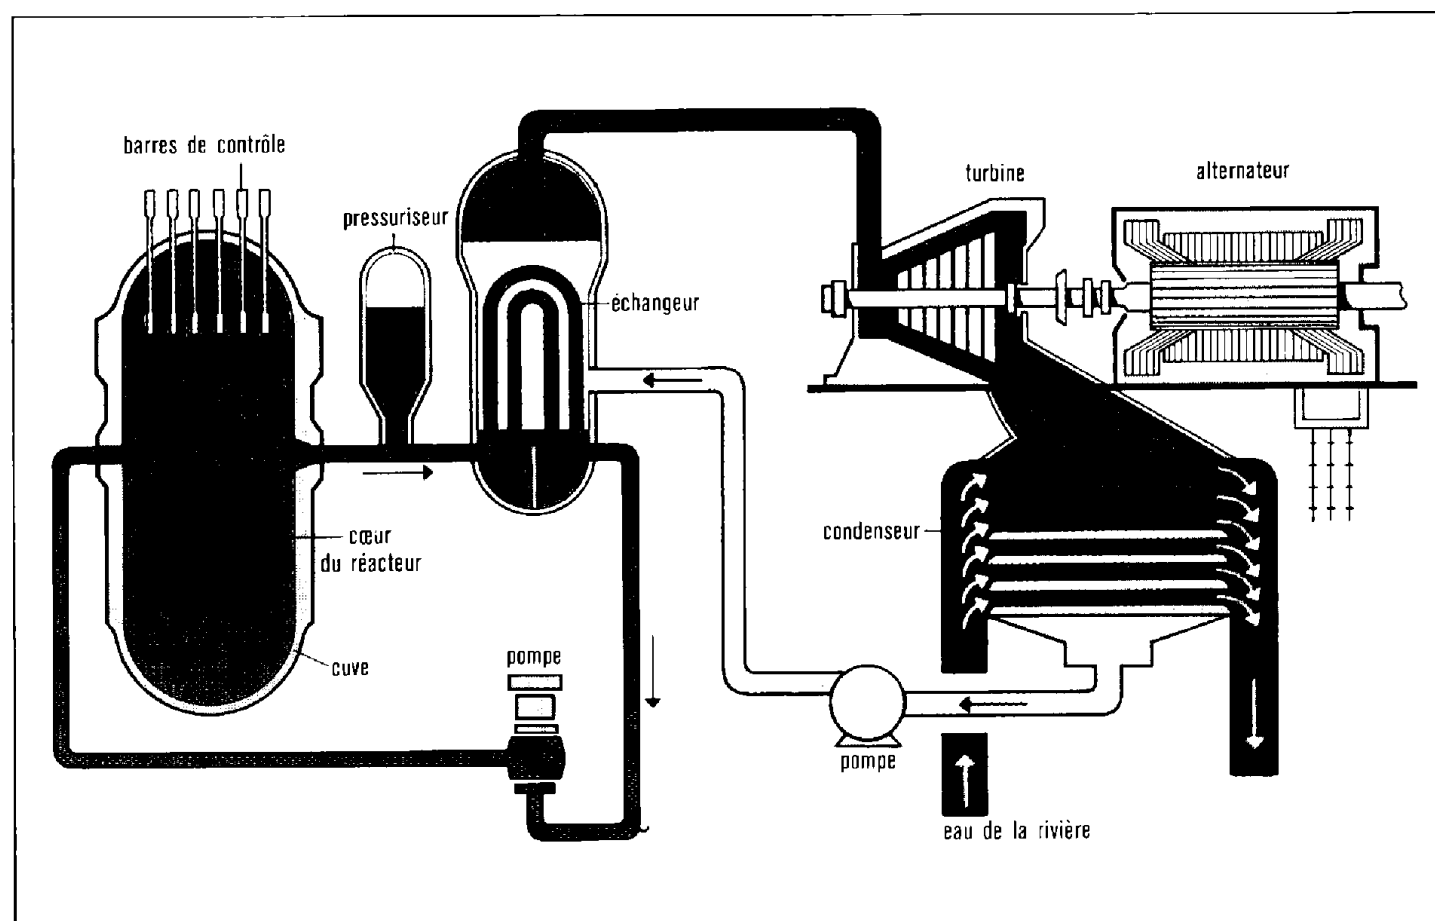 barres de contrôle
pressuriseur
turbine
alternateur
échangeur
condenseur
cœur
du réacteur
cuve
pompe
pompe
eau de la rivière